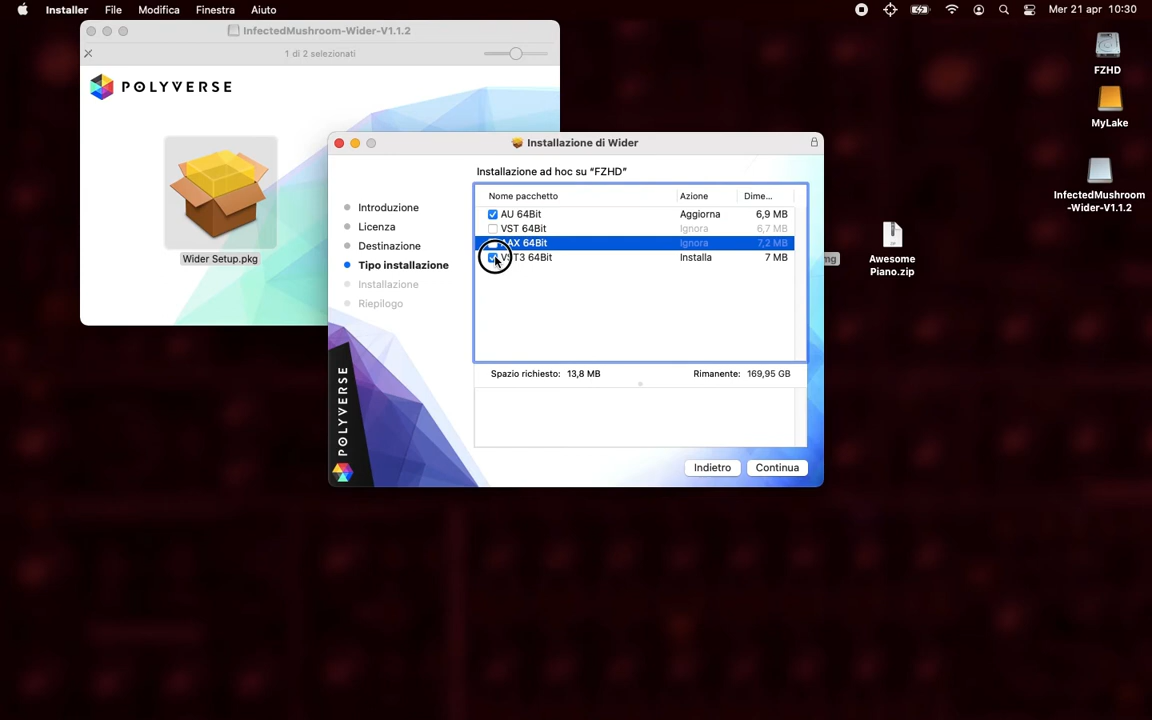 Installer File Modifica Finestra Aiuto Mer 21 apr 10:30
InfectedMushroom-Wider-V1.1.2
1 di 2 selezionati
POLYVERSE
Wider Setup.pkg
Installazione di Wider
Installazione ad hoc su “FZHD”
Introduzione
Licenza
Destinazione
Tipo installazione
Installazione
Riepilogo
Nome pacchetto Azione Dime...
AU 64Bit Aggiorna 6,9 MB
VST 64Bit Ignora 6,7 MB
AAX 64Bit Ignora 7,2 MB
VST3 64Bit Installa 7 MB
Spazio richiesto: 13,8 MB Rimanente: 169,95 GB
Indietro Continua
POLYVERSE
FZHD
MyLake
InfectedMushroom
-Wider-V1.1.2
mg
Awesome
Piano.zip